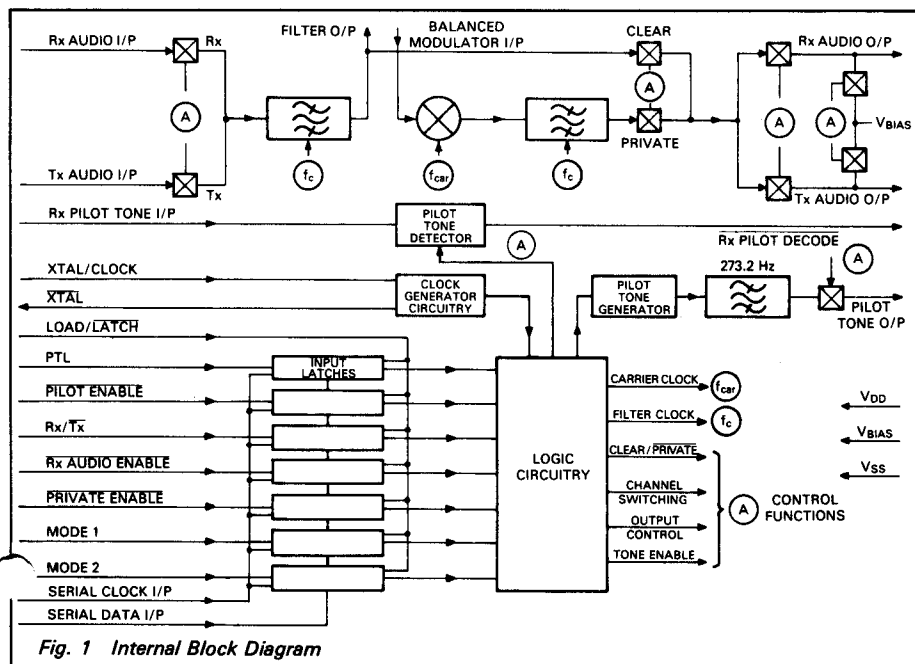 FILTER O/P
BALANCED
MODULATOR I/P
CLEAR
Rx AUDIO I/P
Rx
Rx AUDIO O/P
A
A
A
A
VBIAS
PRIVATE
fc
fcar
fc
Tx AUDIO I/P
Tx
Tx AUDIO O/P
Rx PILOT TONE I/P
PILOT
TONE
DETECTOR
A
Rx PILOT DECODE
A
XTAL/CLOCK
XTAL
CLOCK
GENERATOR
CIRCUITRY
PILOT
TONE
GENERATOR
273.2 Hz
PILOT
TONE O/P
LOAD/LATCH
PTL
INPUT
LATCHES
PILOT ENABLE
Rx/Tx
Rx AUDIO ENABLE
PRIVATE ENABLE
MODE 1
MODE 2
SERIAL CLOCK I/P
SERIAL DATA I/P
LOGIC
CIRCUITRY
CARRIER CLOCK
fcar
FILTER CLOCK
fc
CLEAR/PRIVATE
CHANNEL
SWITCHING
OUTPUT
CONTROL
TONE ENABLE
A
CONTROL
FUNCTIONS
VDD
VBIAS
VSS
Fig. 1 Internal Block Diagram